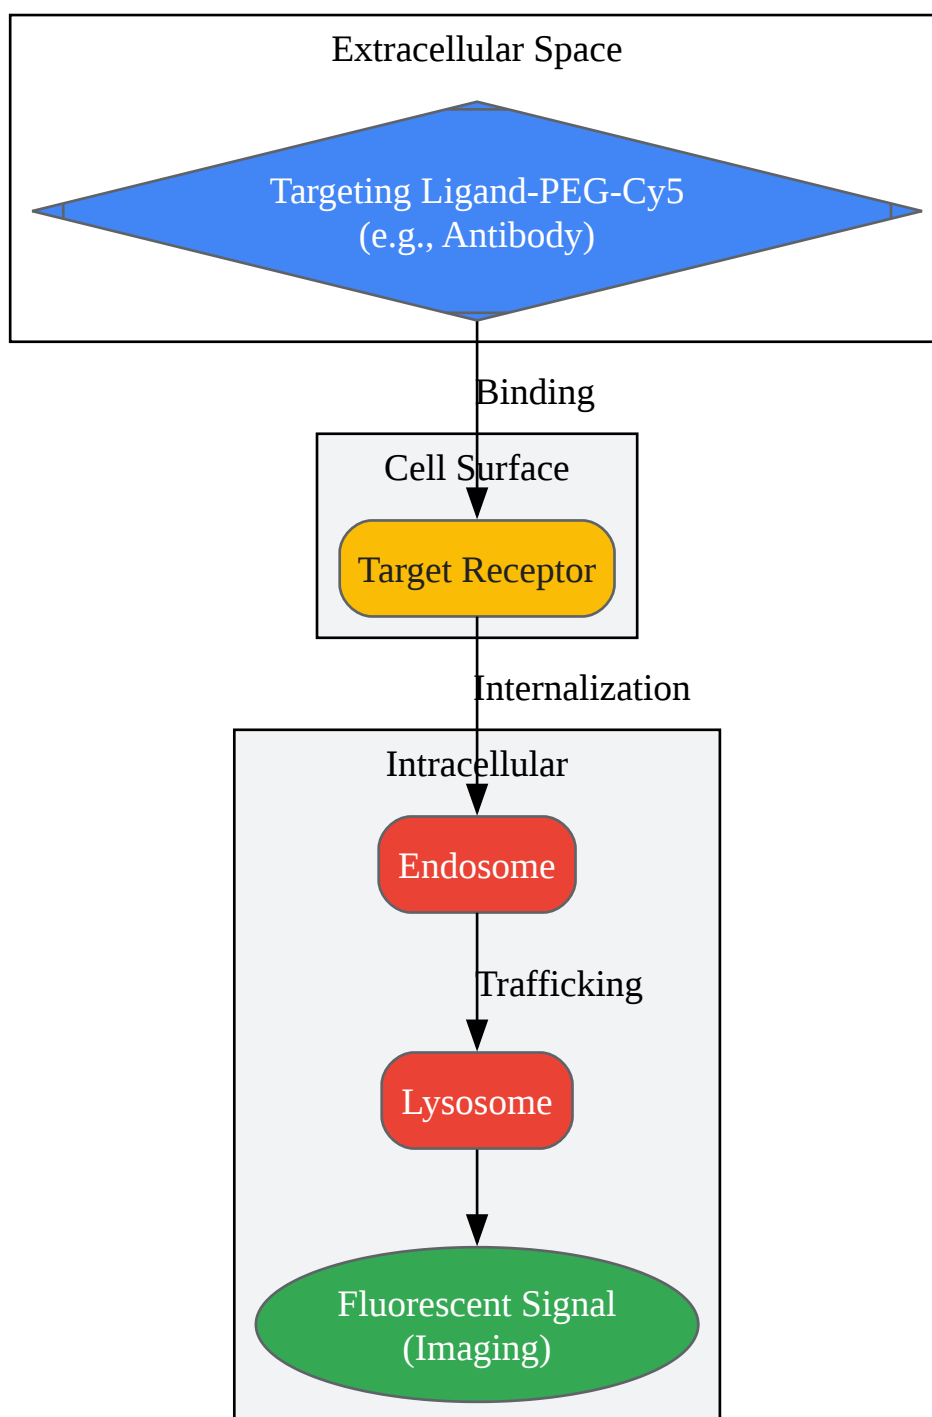 Extracellular Space
Targeting Ligand-PEG-Cy5
(e.g., Antibody)
Binding
Cell Surface
Target Receptor
Internalization
Intracellular
Endosome
Trafficking
Lysosome
Fluorescent Signal
(Imaging)